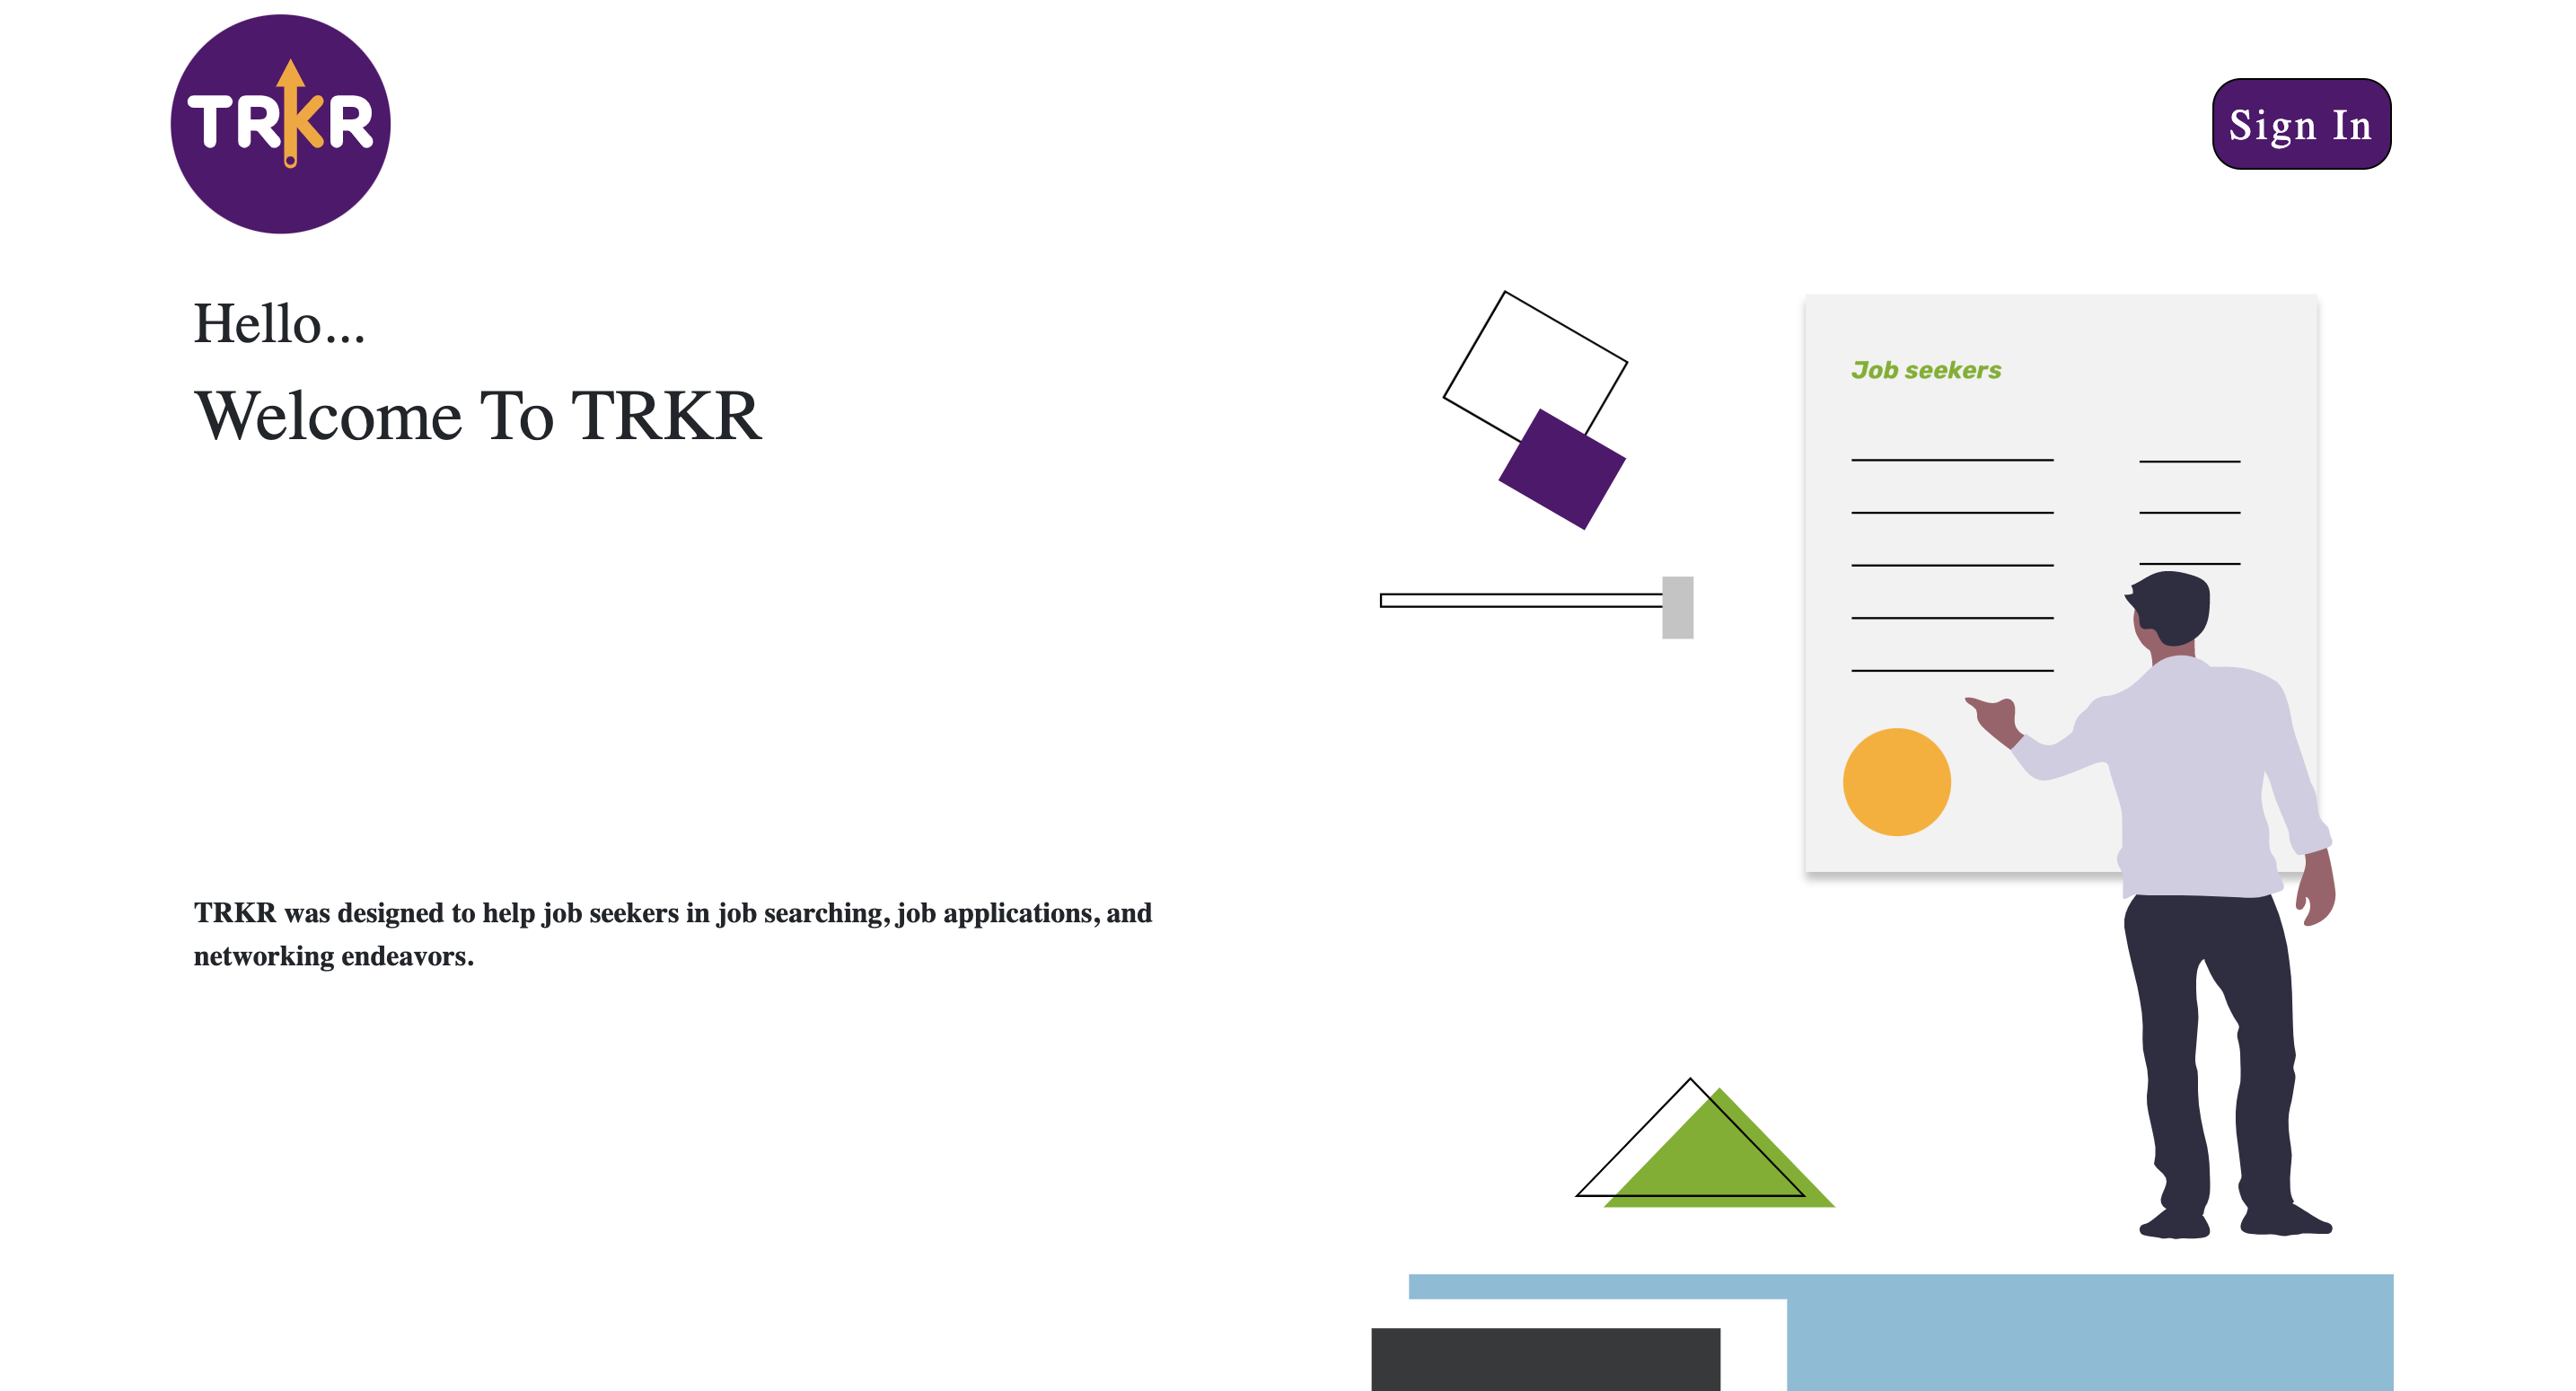 TRKR
Sign In
Hello...
Welcome To TRKR
Job seekers
TRKR was designed to help job seekers in job searching, job applications, and
networking endeavors.